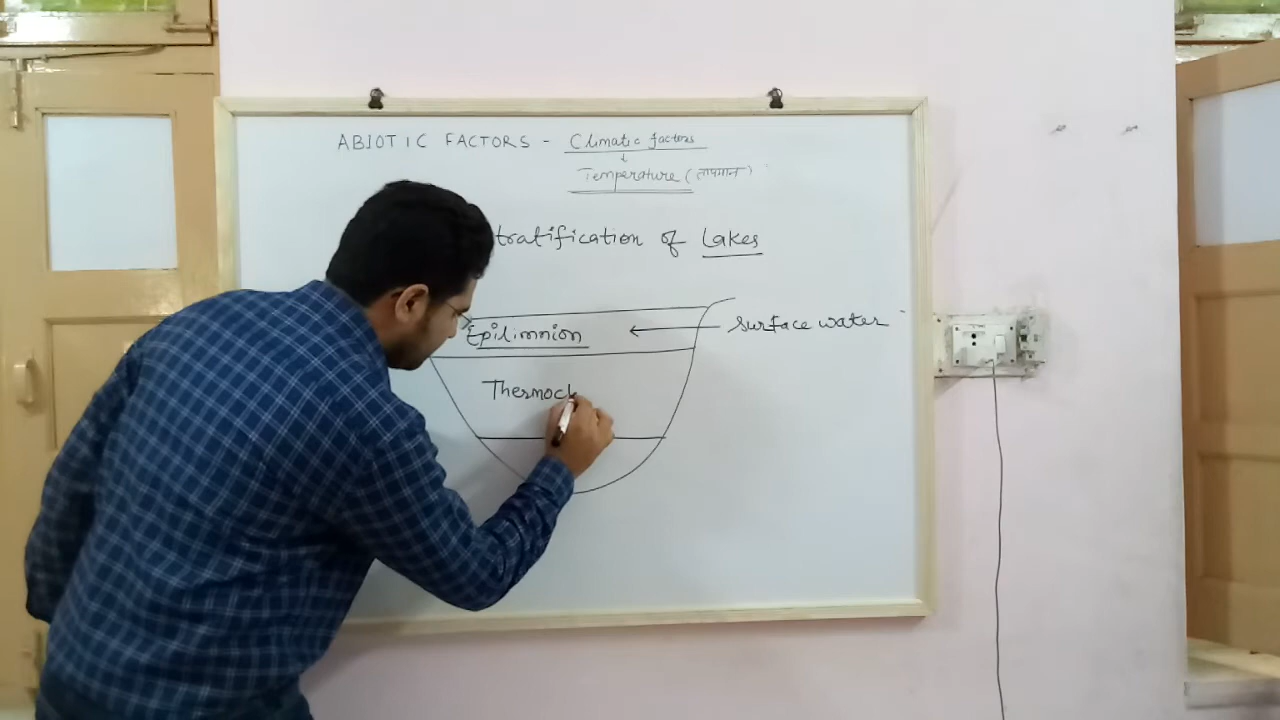 ABIOTIC FACTORS - Climatic factors
↓
Temperature (तापमान)
tratification of Lakes
Epilimnion ← Surface water
Thermocl